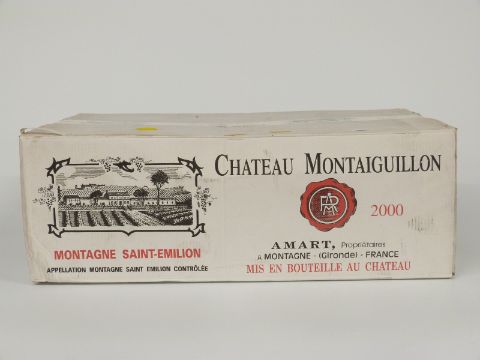 CHATEAU MONTAIGUILLON
2000
MONTAGNE SAINT-EMILION
APPELLATION MONTAGNE SAINT EMILION CONTRÔLÉE
AMART, Propriétaires
A MONTAGNE - (Gironde) - FRANCE
MIS EN BOUTEILLE AU CHATEAU